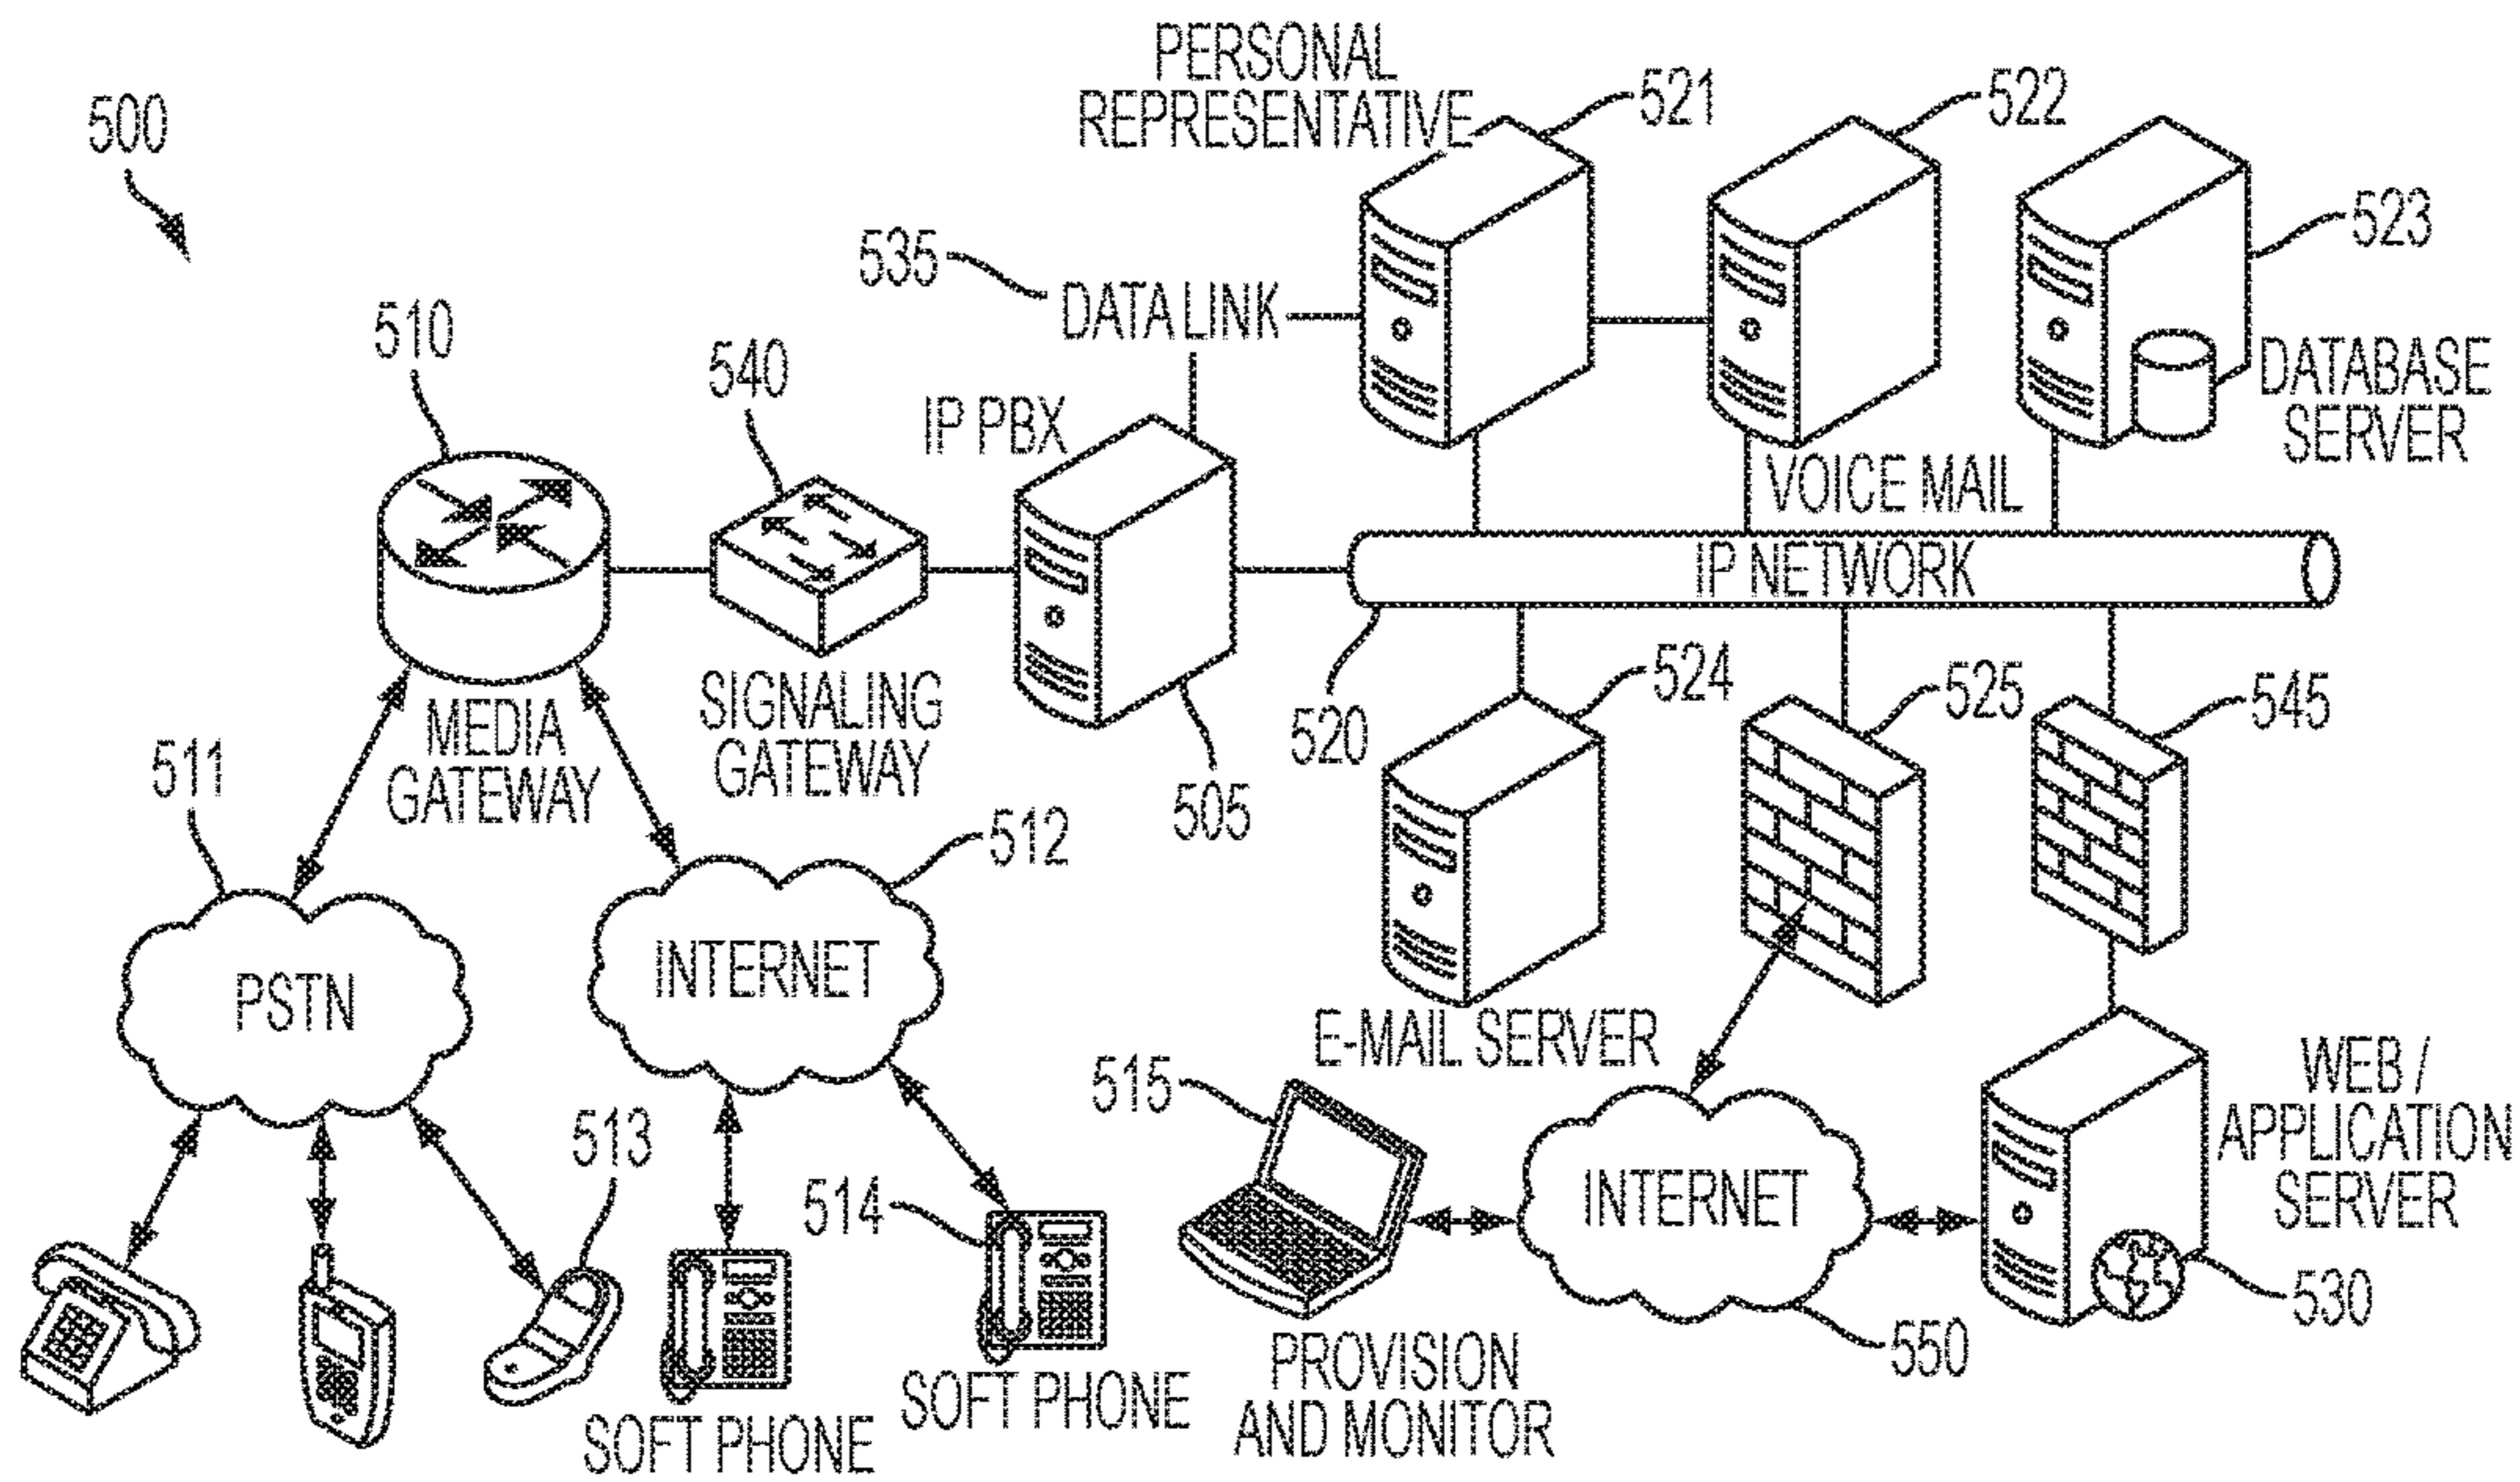 PERSONAL
REPRESENTATIVE
521
522
500
523
535
DATA LINK
510
540
IP PBX
DATABASE
SERVER
VOICE MAIL
IP NETWORK
MEDIA
GATEWAY
SIGNALING
GATEWAY
520
524
525
545
511
505
512
PSTN
INTERNET
E-MAIL SERVER
515
WEB /
APPLICATION
SERVER
513
514
INTERNET
530
550
SOFT PHONE
SOFT PHONE
PROVISION
AND MONITOR